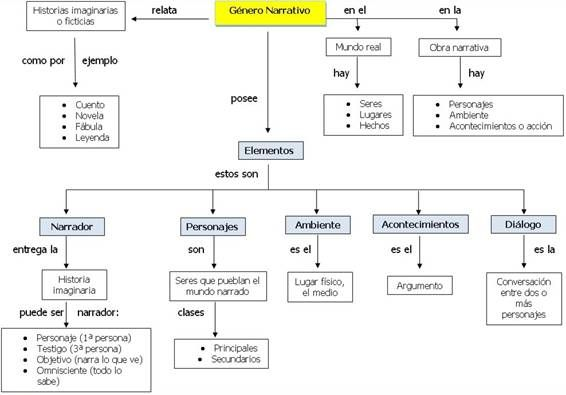 Historias imaginarias
o ficticias
relata
Género Narrativo
en el
en la
Mundo real
Obra narrativa
como por ejemplo
hay
hay
Cuento
Novela
Fábula
Leyenda
posee
Seres
Lugares
Hechos
Personajes
Ambiente
Acontecimientos o acción
Elementos
estos son
Narrador
Personajes
Ambiente
Acontecimientos
Diálogo
entrega la
son
es el
es el
es la
Historia
imaginaria
Seres que pueblan el
mundo narrado
Lugar físico,
el medio
Argumento
Conversación
entre dos o
más
personajes
puede ser narrador:
clases
Personaje (1ª persona)
Testigo (3ª persona)
Objetivo (narra lo que ve)
Omnisciente (todo lo
sabe)
Principales
Secundarios